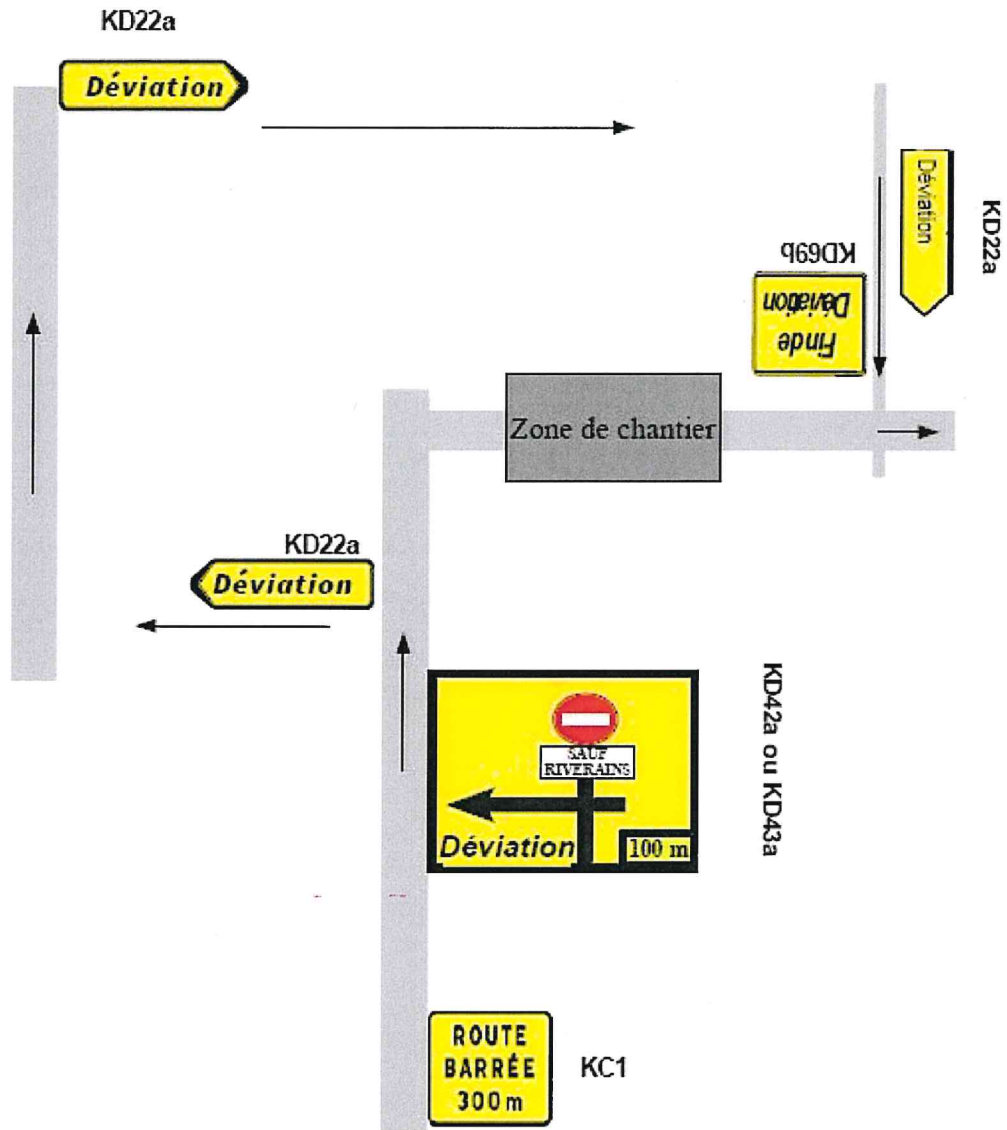 KD22a
Déviation
Déviation
KD22a
KD69b
Fin de
Déviation
Zone de chantier
KD22a
Déviation
SAUF
RIVERAINS
Déviation
100 m
KD42a ou KD43a
ROUTE
BARRÉE
300 m
KC1